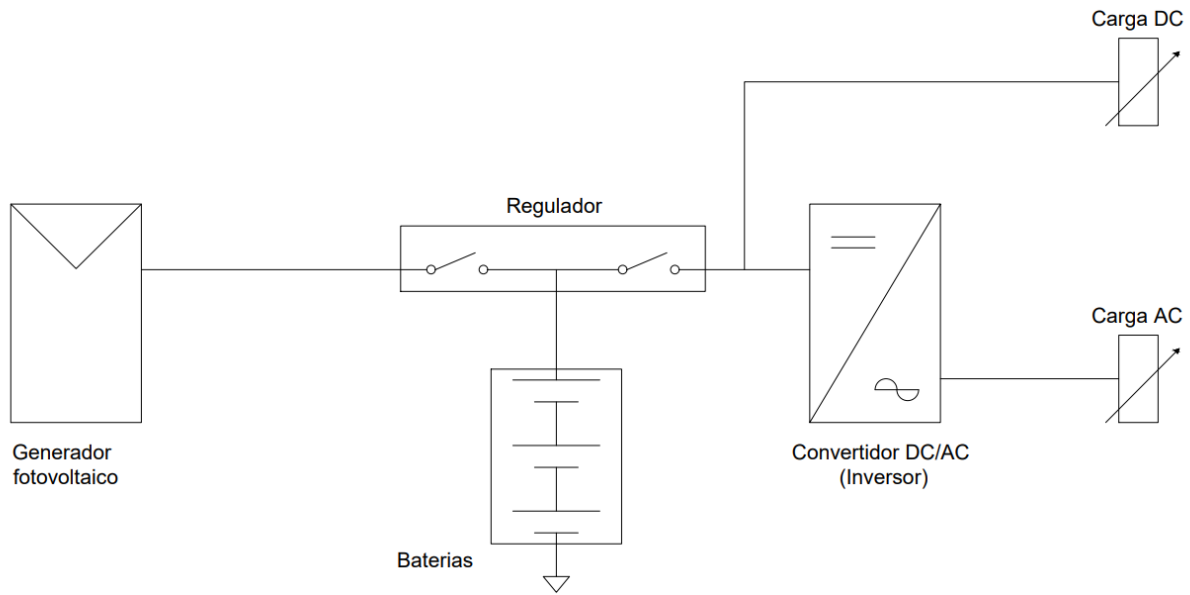 Carga DC
Regulador
Carga AC
Generador
fotovoltaico
Convertidor DC/AC
(Inversor)
Baterias